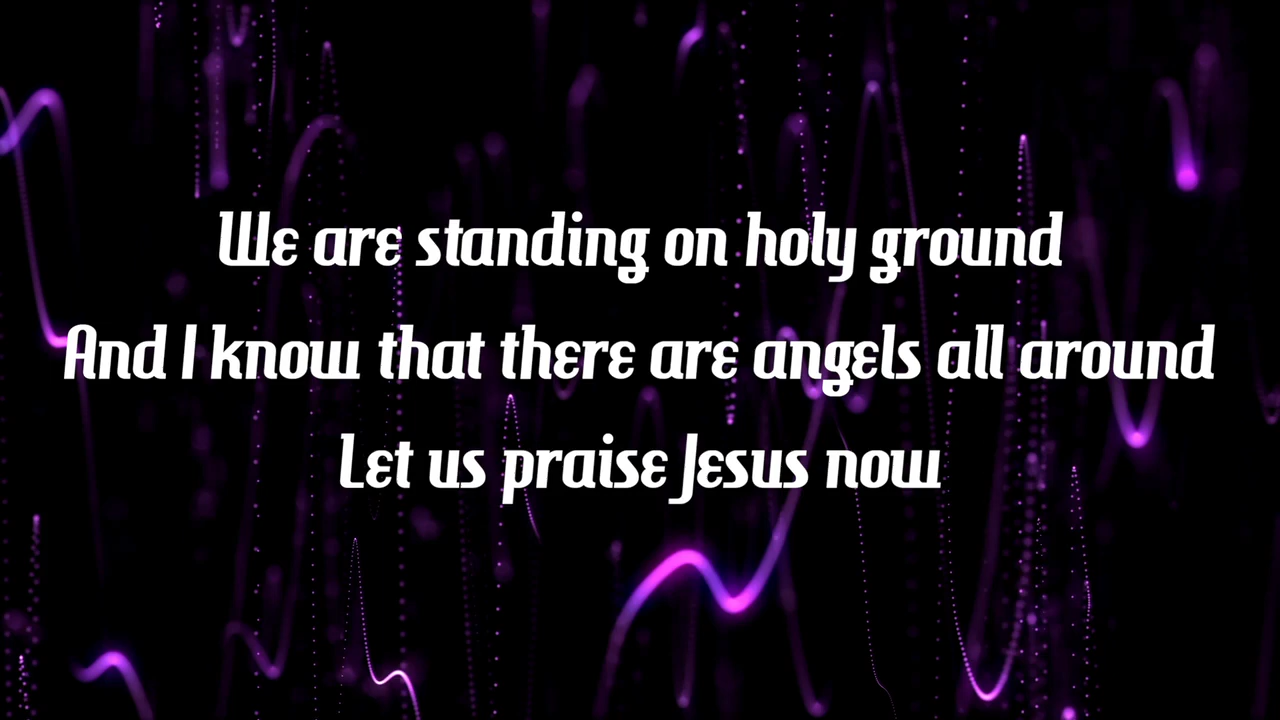 We are standing on holy ground
And I know that there are angels all around
Let us praise Jesus now